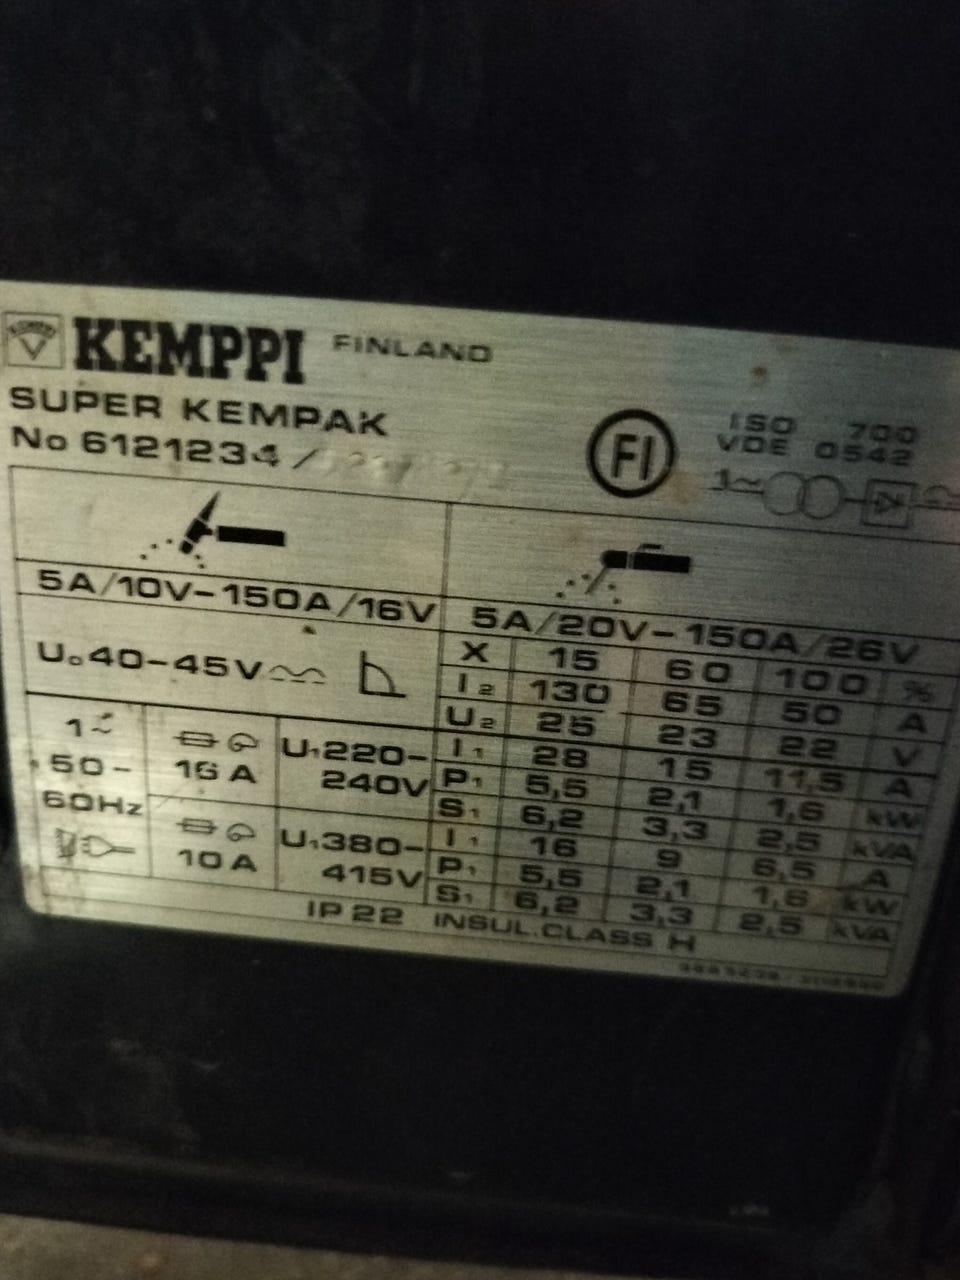 KEMPPI FINLAND
SUPER KEMPAK
No 6121234 /
FI
ISO 700
VDE 0542
1~
5A/10V-150A/16V
5A/20V-150A/26V
U₀40-45V
X 15 60 100 %
I₂ 130 65 50 A
U₂ 25 23 22 V
1~
50-
60Hz
16 A
U₁220-
240V
I₁ 28 15 11,5 A
P₁ 5,5 2,1 1,6 kW
S₁ 6,2 3,3 2,5 kVA
10 A
U₁380-
415V
I₁ 16 9 6,5 A
P₁ 5,5 2,1 1,6 kW
S₁ 6,2 3,3 2,5 kVA
IP 22 INSUL.CLASS H